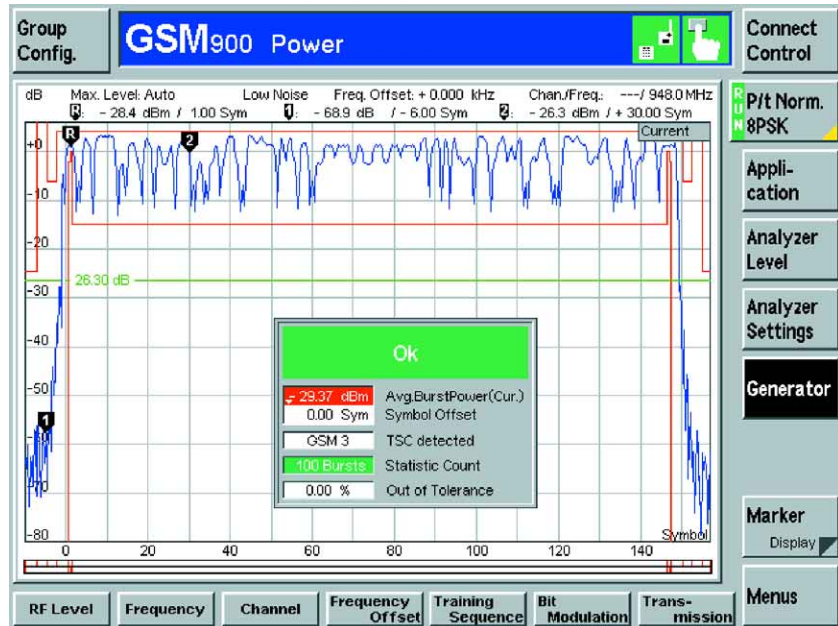 Group Config.
GSM900 Power
Connect Control
dB Max. Level: Auto Low Noise Freq. Offset: + 0.000 kHz Chan./Freq.: ---/ 948.0 MHz
R: - 28.4 dBm / 1.00 Sym 1: - 68.9 dB / - 6.00 Sym 2: - 26.3 dBm / + 30.00 Sym
Current
RUN
P/t Norm. 8PSK
Appli-cation
Analyzer Level
Analyzer Settings
Generator
Marker Display
Menus
R
2
1
+0
-10
-20
- 26.30 dB
-30
-40
-50
-70
-80
Ok
- 29.37 dBm Avg.BurstPower(Cur.)
0.00 Sym Symbol Offset
GSM 3 TSC detected
100 Bursts Statistic Count
0.00 % Out of Tolerance
Symbol
0 20 40 60 80 100 120 140
RF Level
Frequency
Channel
Frequency Offset
Training Sequence
Bit Modulation
Trans-mission